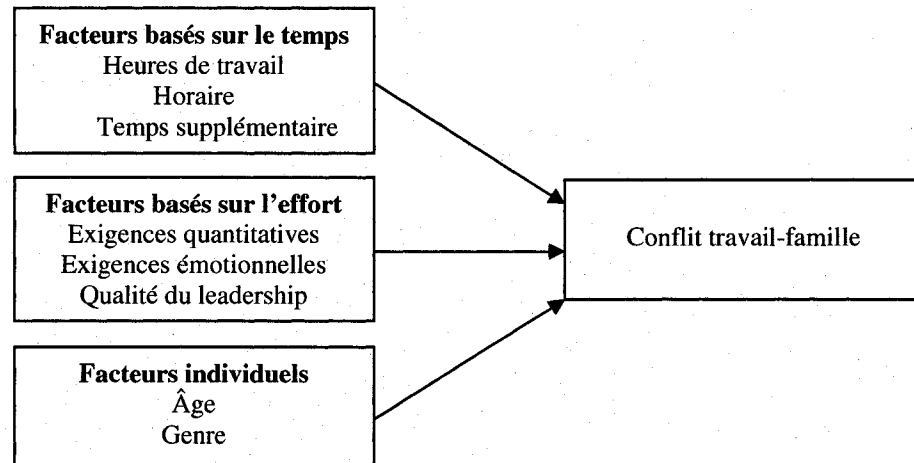 Facteurs basés sur le temps
Heures de travail
Horaire
Temps supplémentaire
Facteurs basés sur l'effort
Exigences quantitatives
Exigences émotionnelles
Qualité du leadership
Conflit travail-famille
Facteurs individuels
Âge
Genre